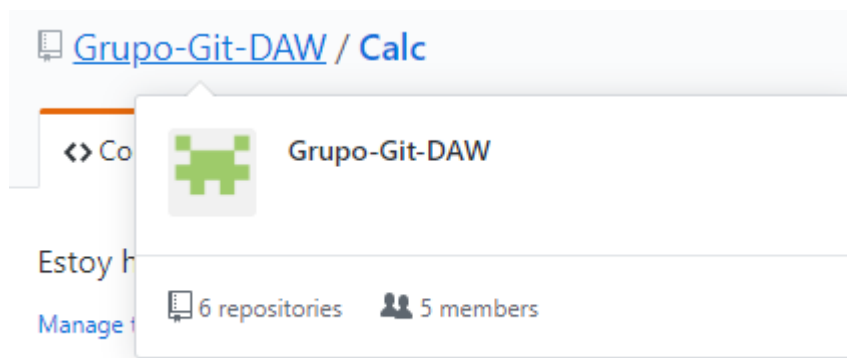 Grupo-Git-DAW / Calc
<> Co
Grupo-Git-DAW
Estoy h
6 repositories 5 members
Manage t